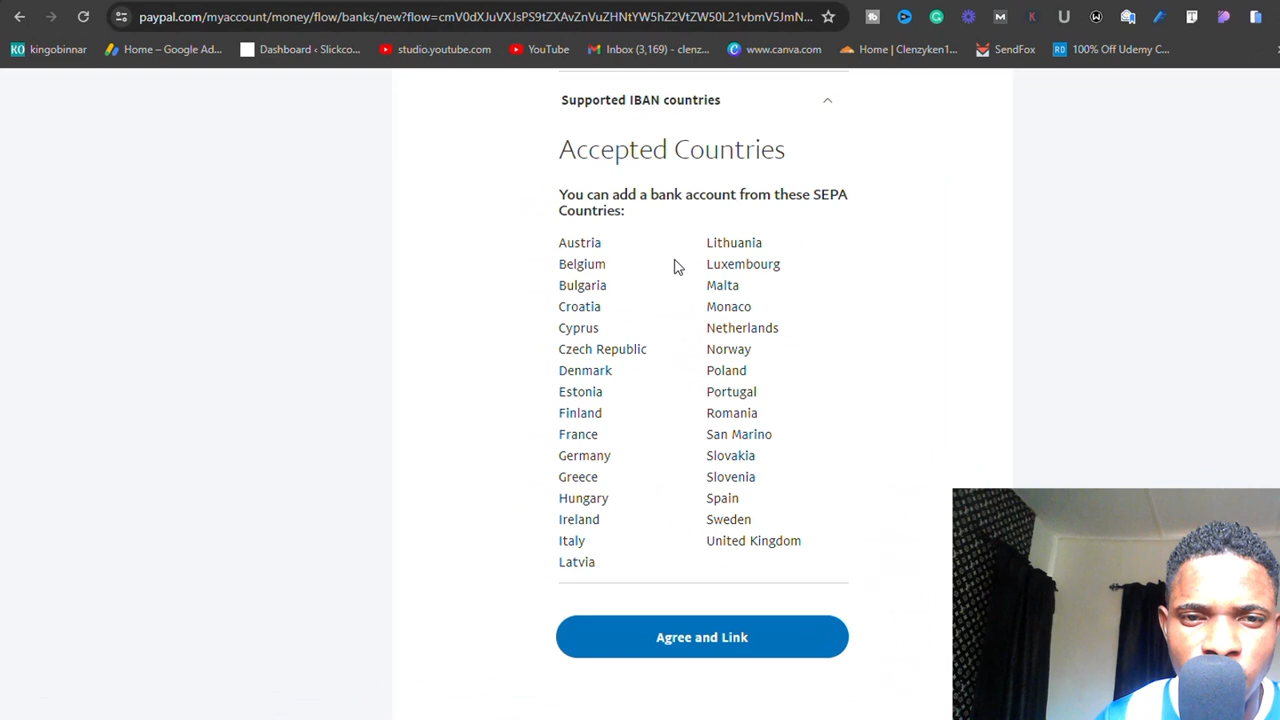 paypal.com/myaccount/money/flow/banks/new?flow=cmV0dXJuVXJsPS9tZXAvZnVuZHNtYW5hZ2VtZW50L21vbmV5JmN...
kingobinnar
Home – Google Ad...
Dashboard ‹ Slickco...
studio.youtube.com
YouTube
Inbox (3,169) - clenz...
www.canva.com
Home | Clenzyken1...
SendFox
RD
100% Off Udemy C...
Supported IBAN countries
Accepted Countries
You can add a bank account from these SEPA
Countries:
Austria
Belgium
Bulgaria
Croatia
Cyprus
Czech Republic
Denmark
Estonia
Finland
France
Germany
Greece
Hungary
Ireland
Italy
Latvia
Lithuania
Luxembourg
Malta
Monaco
Netherlands
Norway
Poland
Portugal
Romania
San Marino
Slovakia
Slovenia
Spain
Sweden
United Kingdom
Agree and Link